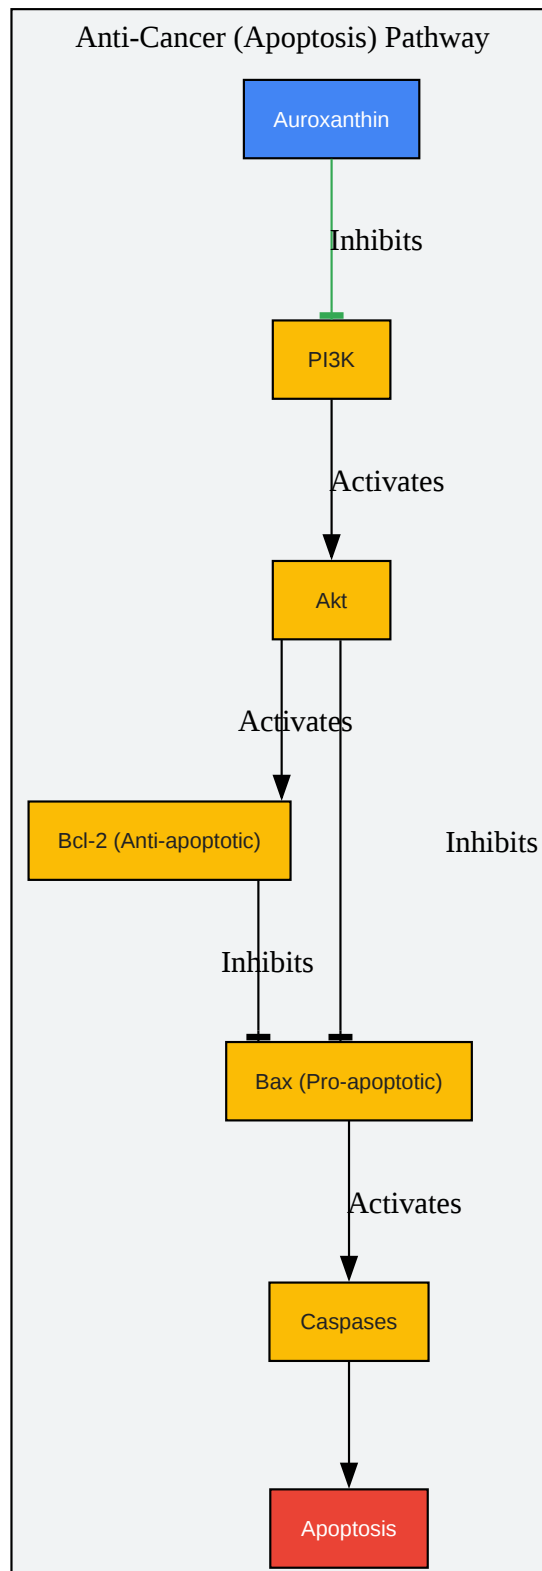 Anti-Cancer (Apoptosis) Pathway
Auroxanthin
Inhibits
PI3K
Activates
Akt
Activates
Bcl-2 (Anti-apoptotic)
Inhibits
Inhibits
Bax (Pro-apoptotic)
Activates
Caspases
Apoptosis